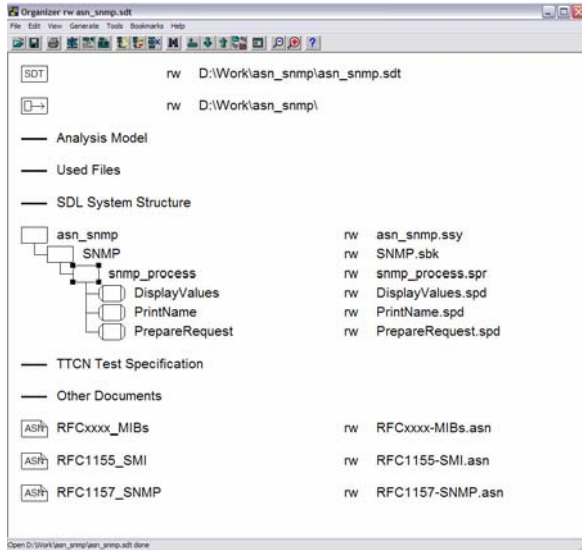 Organizer rw asn_snmp.sdt
File Edit View Generate Tools Bookmarks Help
SDT rw D:\Work\asn_snmp\asn_snmp.sdt
rw D:\Work\asn_snmp\
Analysis Model
Used Files
SDL System Structure
asn_snmp rw asn_snmp.ssy
SNMP rw SNMP.sbk
snmp_process rw snmp_process.spr
DisplayValues rw DisplayValues.spd
PrintName rw PrintName.spd
PrepareRequest rw PrepareRequest.spd
TTCN Test Specification
Other Documents
ASN RFCxxxx_MIBs rw RFCxxxx-MIBs.asn
ASN RFC1155_SMI rw RFC1155-SMI.asn
ASN RFC1157_SNMP rw RFC1157-SNMP.asn
Open D:\Work\asn_snmp\asn_snmp.sdt done